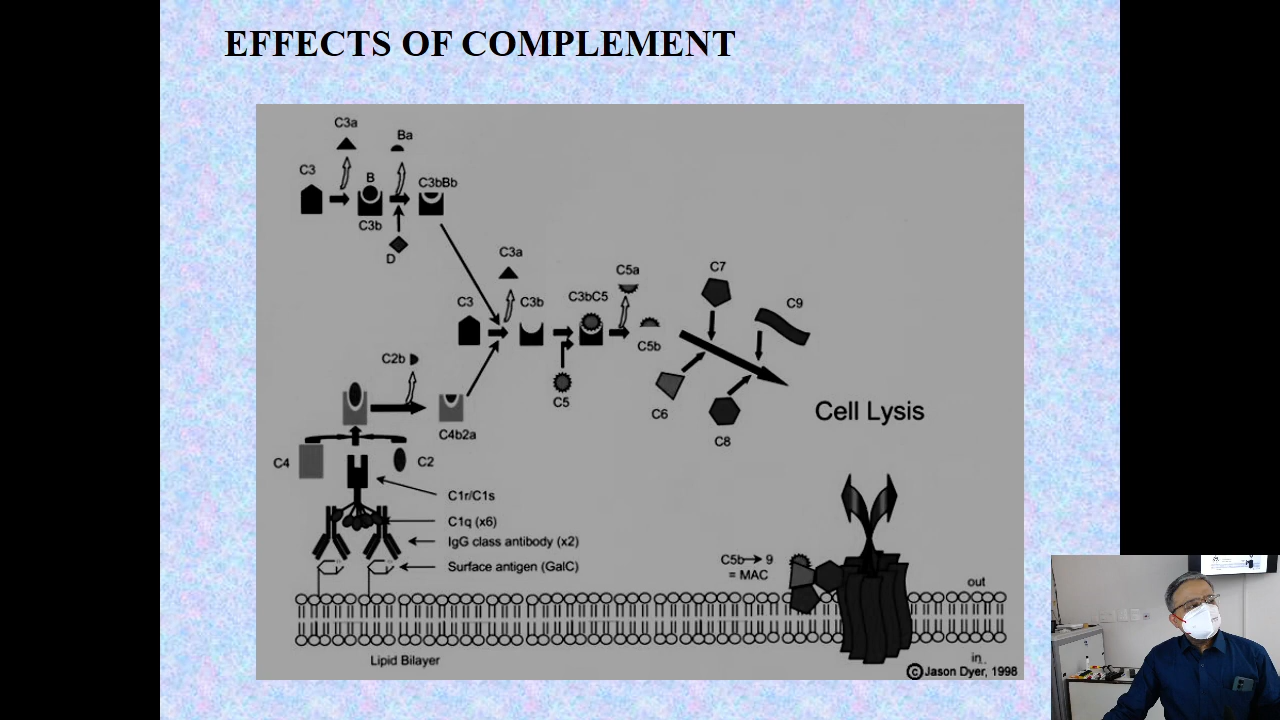 EFFECTS OF COMPLEMENT
C3a
Ba
C3
B
C3bBb
C3b
D
C3a
C5a
C7
C3
C3b
C3bC5
C9
C5b
C2b
C5
C6
C4b2a
C8
Cell Lysis
C4
C2
C1r/C1s
C1q (x6)
IgG class antibody (x2)
Surface antigen (GalC)
C5b→ 9
= MAC
out
Lipid Bilayer
in..
©Jason Dyer, 1998